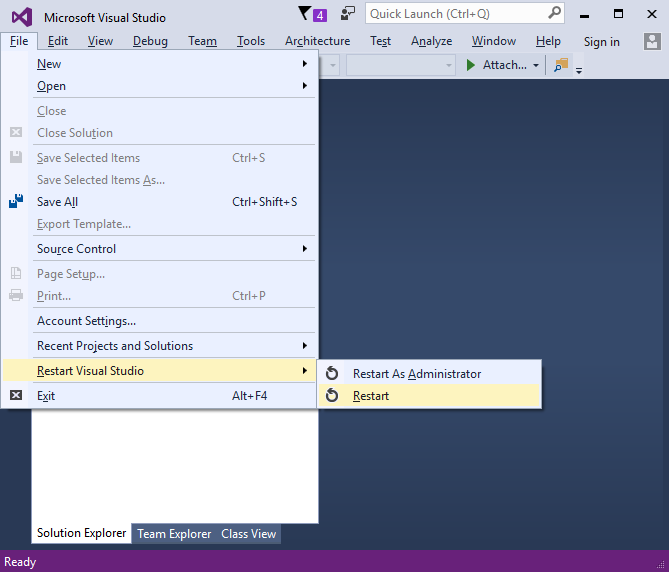 Microsoft Visual Studio 4 Quick Launch (Ctrl+Q)
File Edit View Debug Team Tools Architecture Test Analyze Window Help Sign in
New
Attach...
Open
Close
Close Solution
Save Selected Items Ctrl+S
Save Selected Items As...
Save All Ctrl+Shift+S
Export Template...
Source Control
Page Setup...
Print... Ctrl+P
Account Settings...
Recent Projects and Solutions
Restart Visual Studio
Restart As Administrator
Exit Alt+F4
Restart
Solution Explorer Team Explorer Class View
Ready